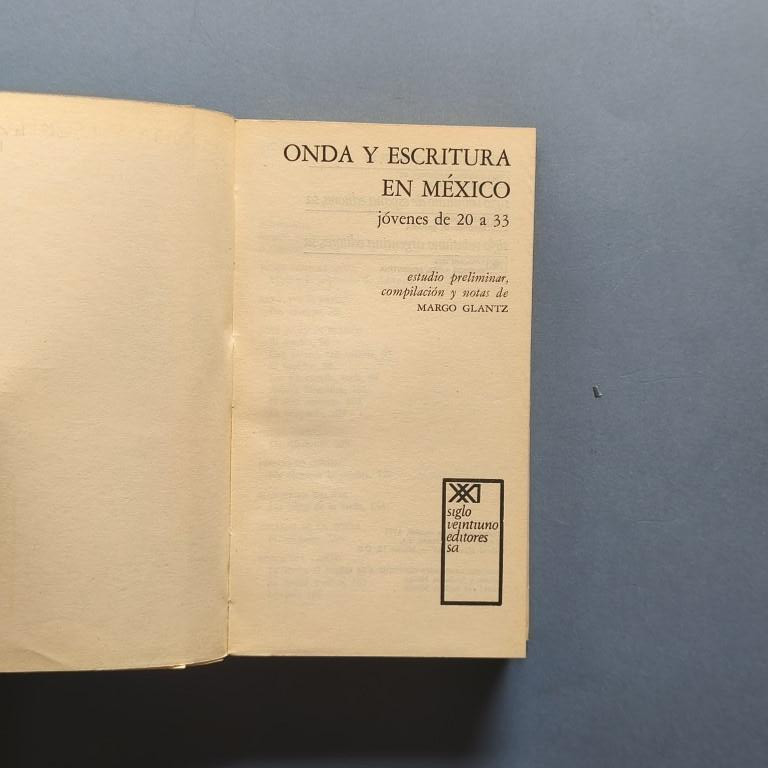 ONDA Y ESCRITURA
EN MÉXICO
jóvenes de 20 a 33
estudio preliminar,
compilación y notas de
MARGO GLANTZ
XXI
siglo
veintiuno
editores
sa